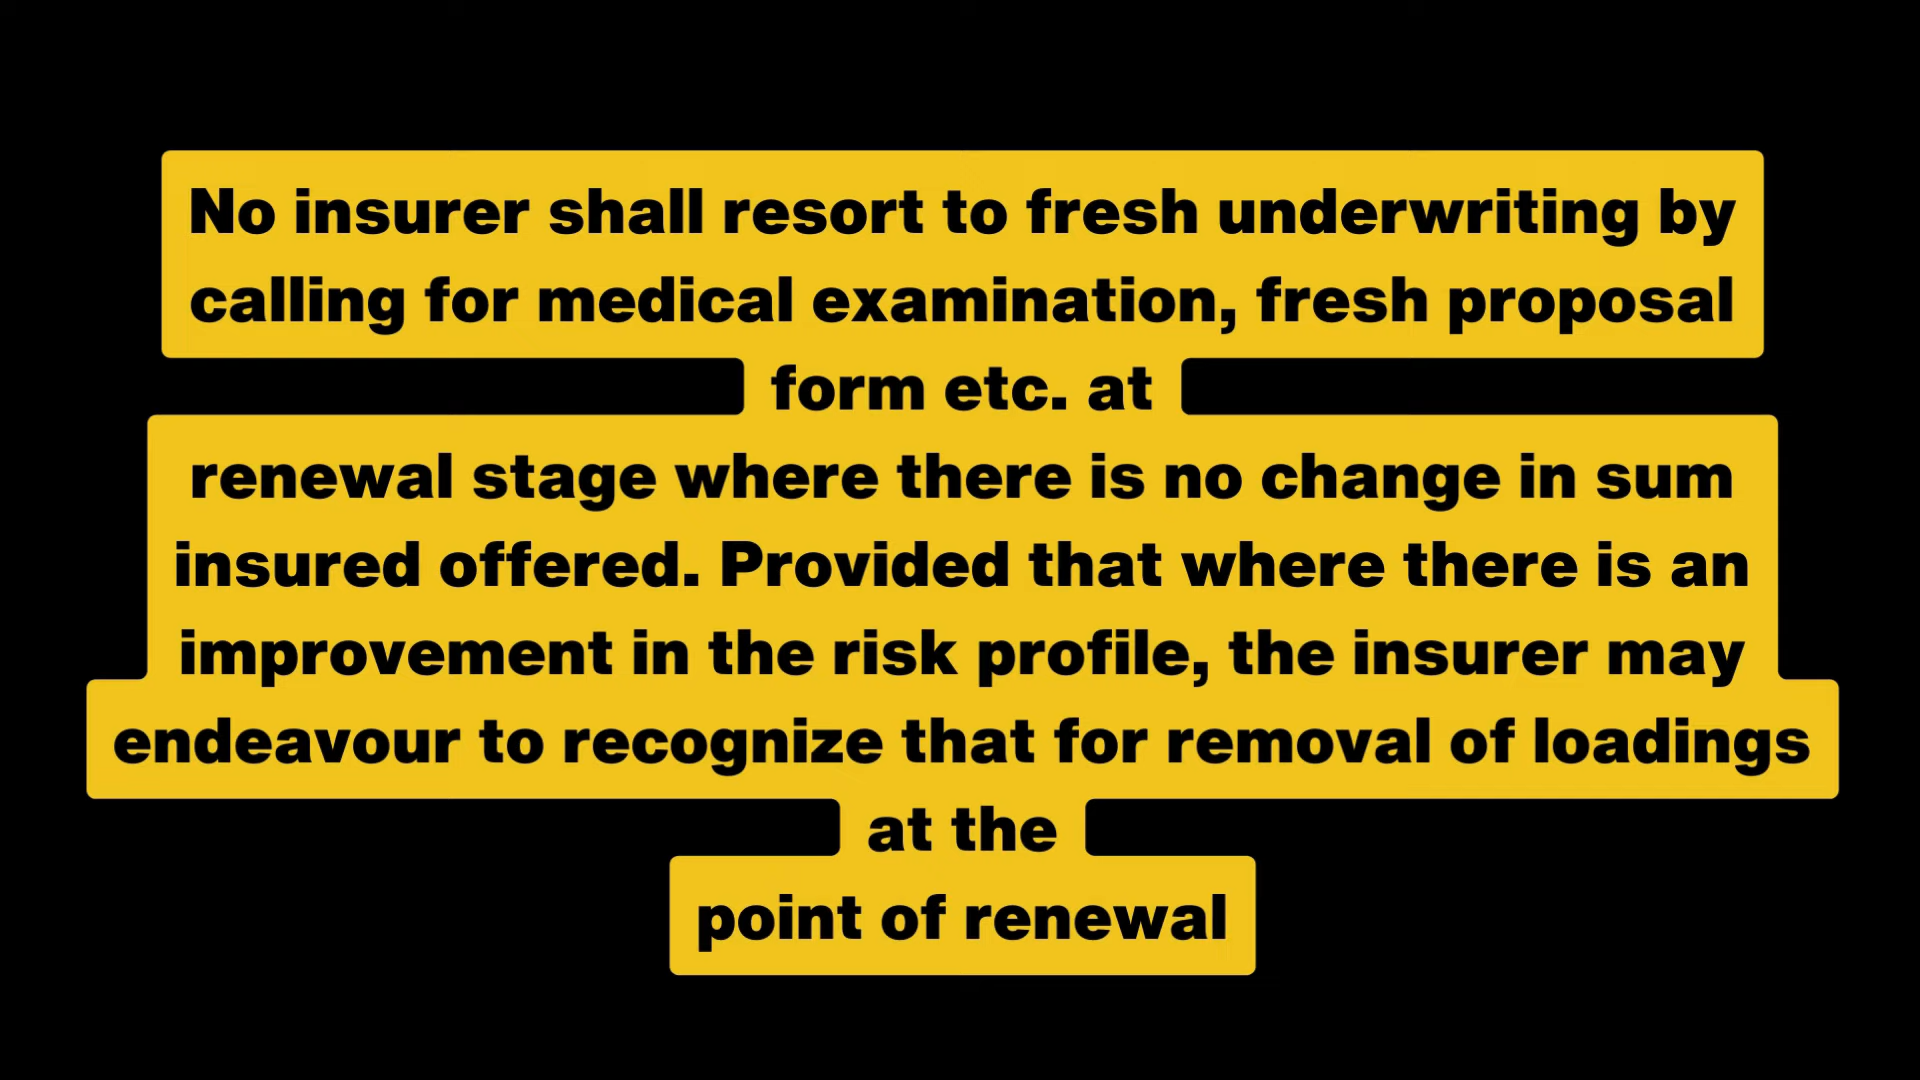 No insurer shall resort to fresh underwriting by
calling for medical examination, fresh proposal
form etc. at
renewal stage where there is no change in sum
insured offered. Provided that where there is an
improvement in the risk profile, the insurer may
endeavour to recognize that for removal of loadings
at the
point of renewal